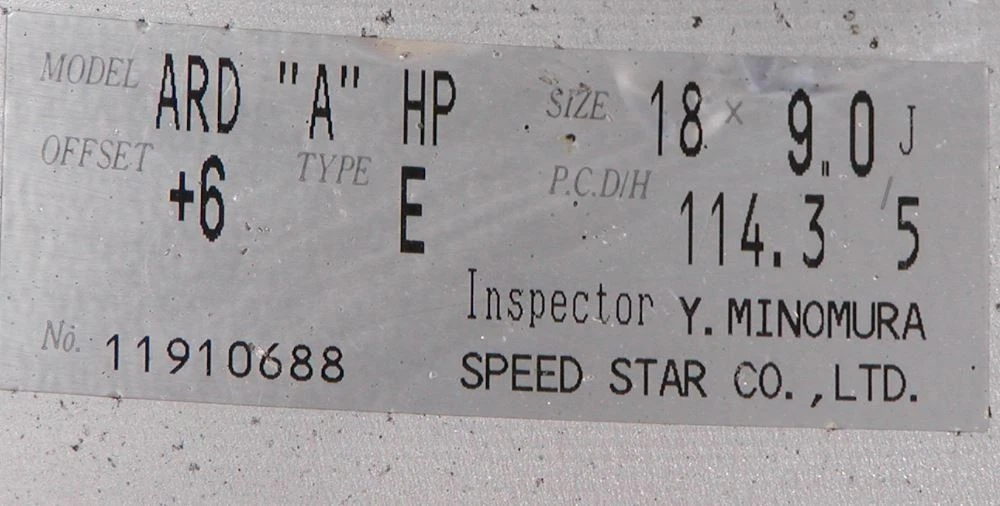 MODEL ARD "A" HP SIZE 18 × 9.0 J
OFFSET +6 TYPE E P.C.D/H 114.3 / 5
Inspector Y. MINOMURA
No. 11910688 SPEED STAR CO.,LTD.